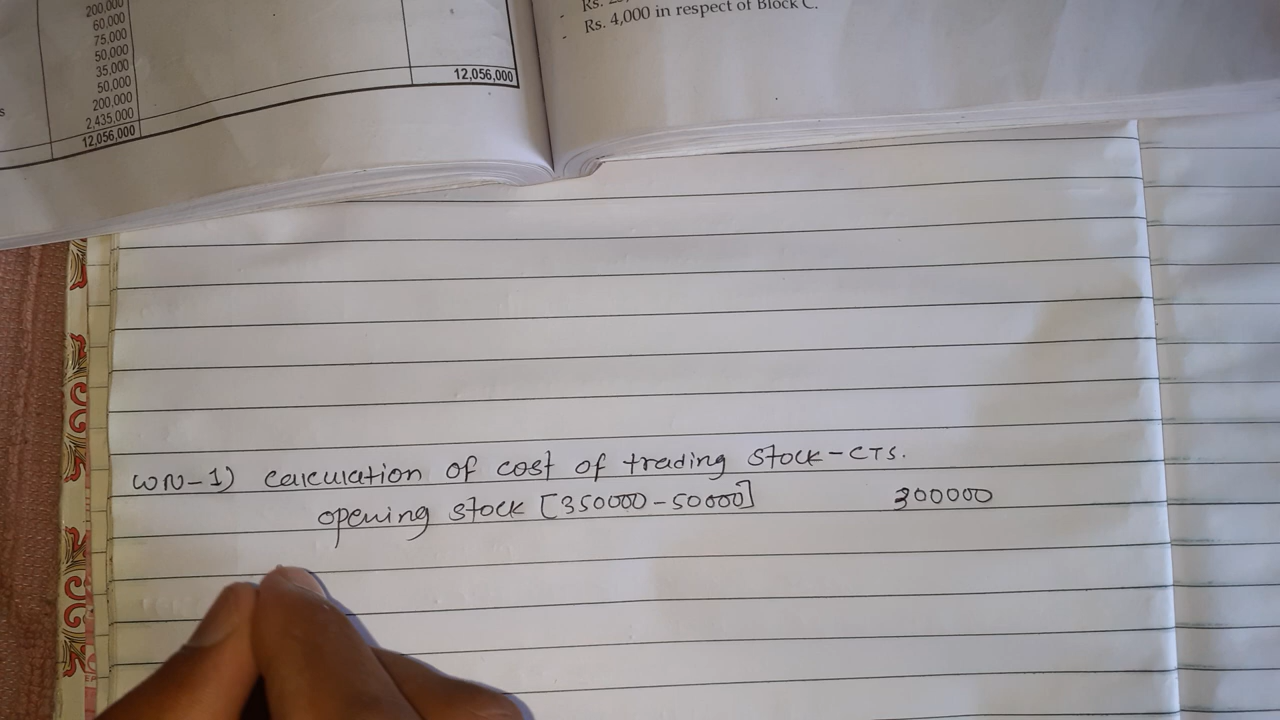 200,000
60,000
75,000
50,000
35,000
50,000
200,000
2,435,000
12,056,000
12,056,000
Rs.
- Rs. 4,000 in respect of Block C.
WN-1) calculation of cost of trading stock-CTS.
opening stock [350000-50000] 300000